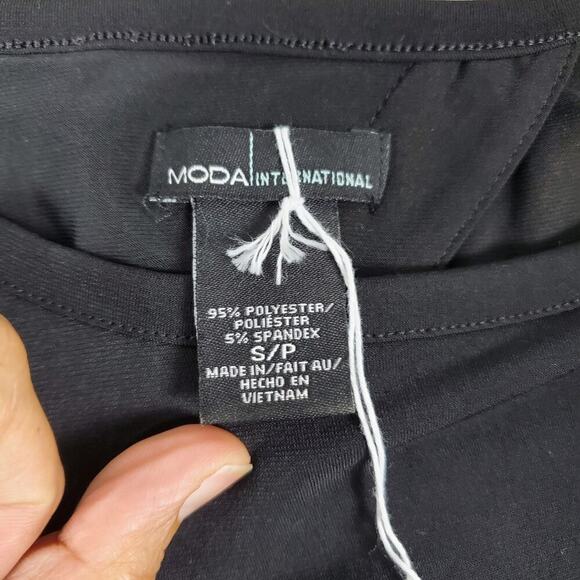 MODA INTERNATIONAL
95% POLYESTER/
POLIÉSTER
5% SPANDEX
S/P
MADE IN/FAIT AU/
HECHO EN
VIETNAM